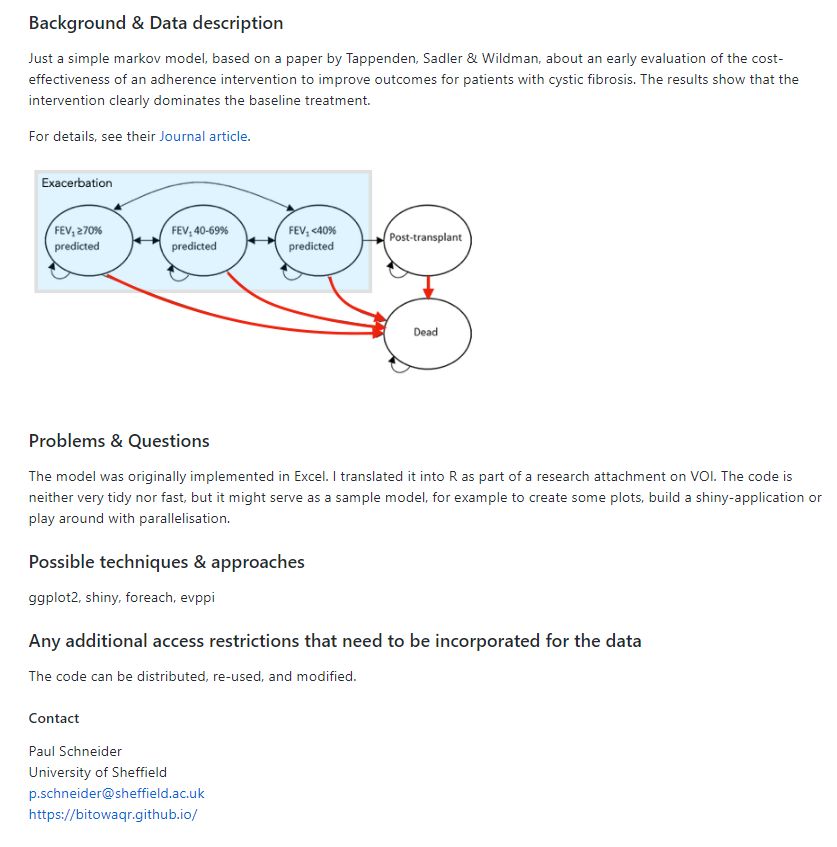 Background & Data description
Just a simple markov model, based on a paper by Tappenden, Sadler & Wildman, about an early evaluation of the cost-
effectiveness of an adherence intervention to improve outcomes for patients with cystic fibrosis. The results show that the
intervention clearly dominates the baseline treatment.
For details, see their Journal article.
Exacerbation
FEV₁ ≥70%
predicted
FEV₁ 40-69%
predicted
FEV₁ <40%
predicted
Post-transplant
Dead
Problems & Questions
The model was originally implemented in Excel. I translated it into R as part of a research attachment on VOI. The code is
neither very tidy nor fast, but it might serve as a sample model, for example to create some plots, build a shiny-application or
play around with parallelisation.
Possible techniques & approaches
ggplot2, shiny, foreach, evppi
Any additional access restrictions that need to be incorporated for the data
The code can be distributed, re-used, and modified.
Contact
Paul Schneider
University of Sheffield
p.schneider@sheffield.ac.uk
https://bitowaqr.github.io/